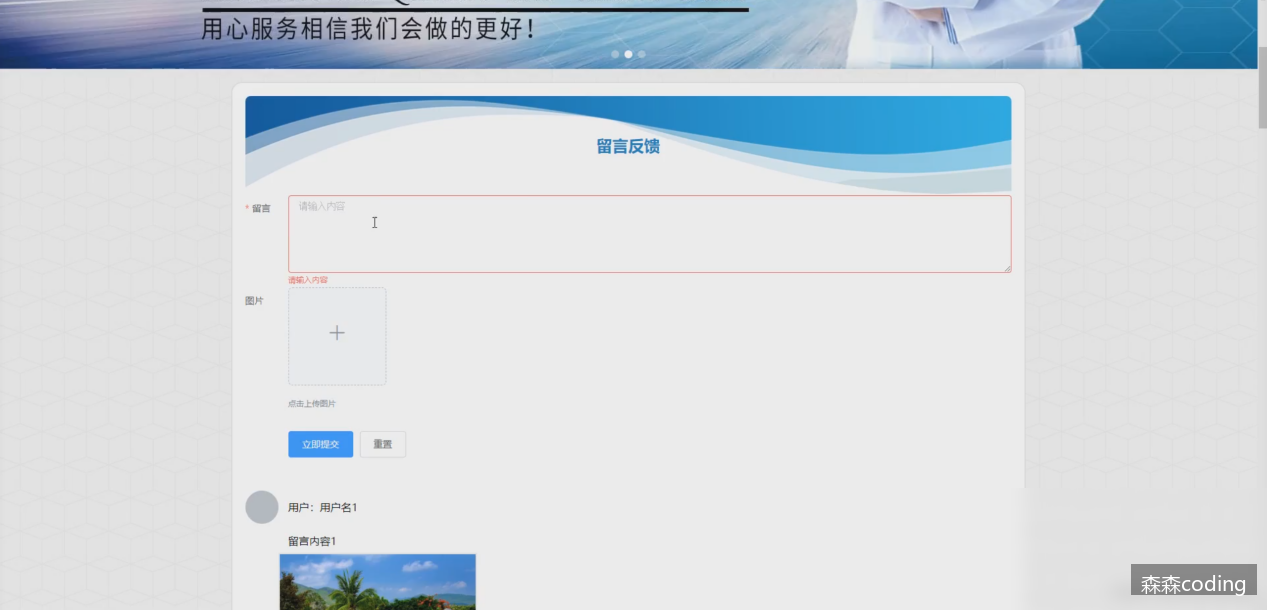 用心服务相信我们会做的更好！
留言反馈
* 留言
请输入内容
请输入内容
图片
点击上传图片
立即提交
重置
用户：用户名1
留言内容1
森森coding